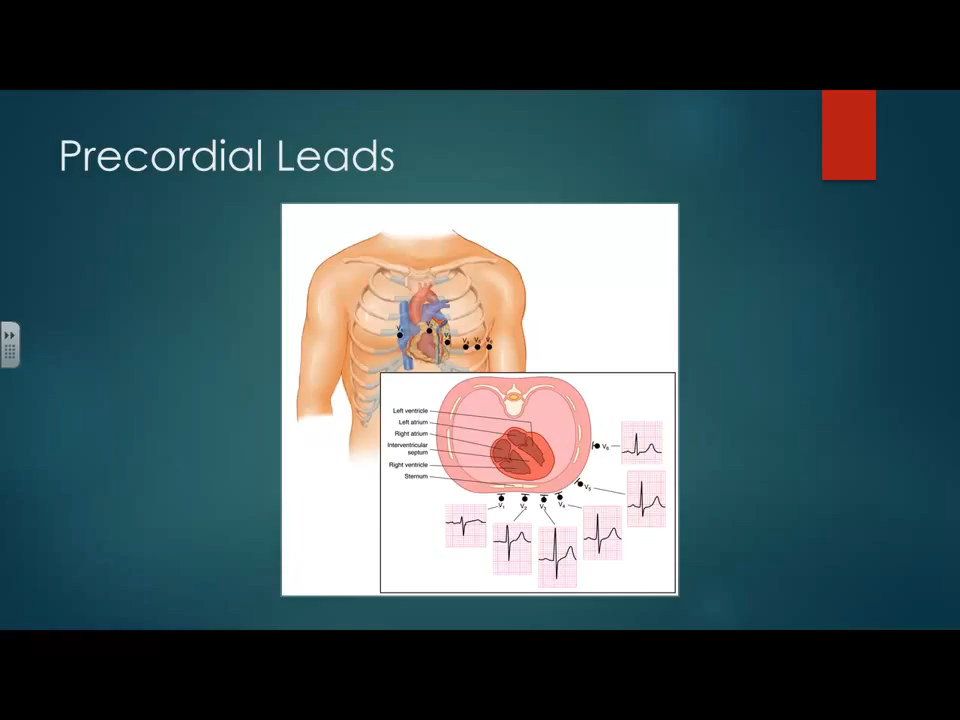 Precordial Leads
V₁
Left ventricle
Left atrium
Right atrium
Interventricular
septum
Right ventricle
Sternum
V₆
V₅
V₁
V₂
V₃
V₄